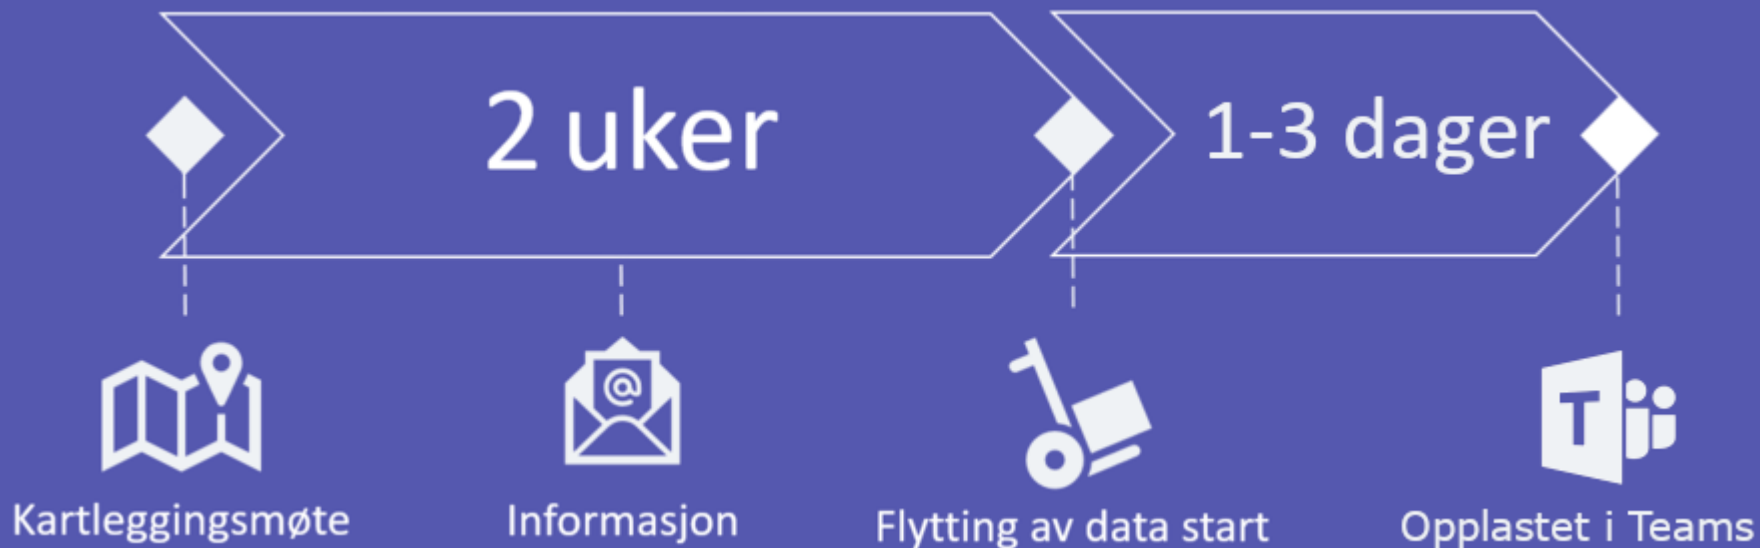 2 uker
1-3 dager
@
T
Kartleggingsmøte
Informasjon
Flytting av data start
Opplastet i Teams